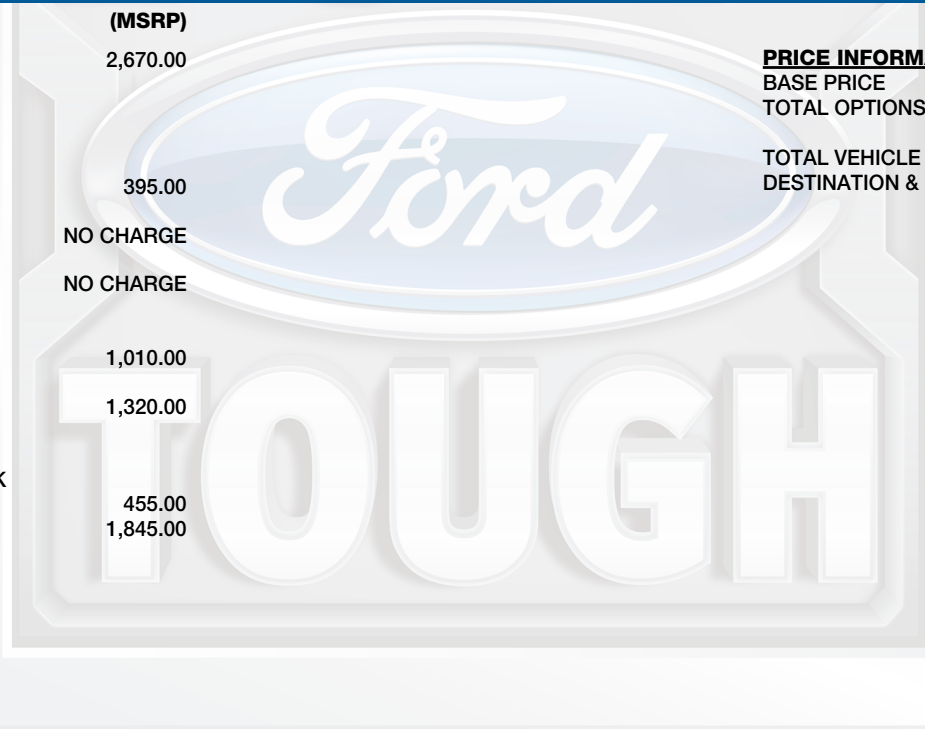 (MSRP)
2,670.00
395.00
NO CHARGE
NO CHARGE
1,010.00
1,320.00
K
455.00
1,845.00
PRICE INFORMA
BASE PRICE
TOTAL OPTIONS
TOTAL VEHICLE
DESTINATION &
Ford
TOUGH